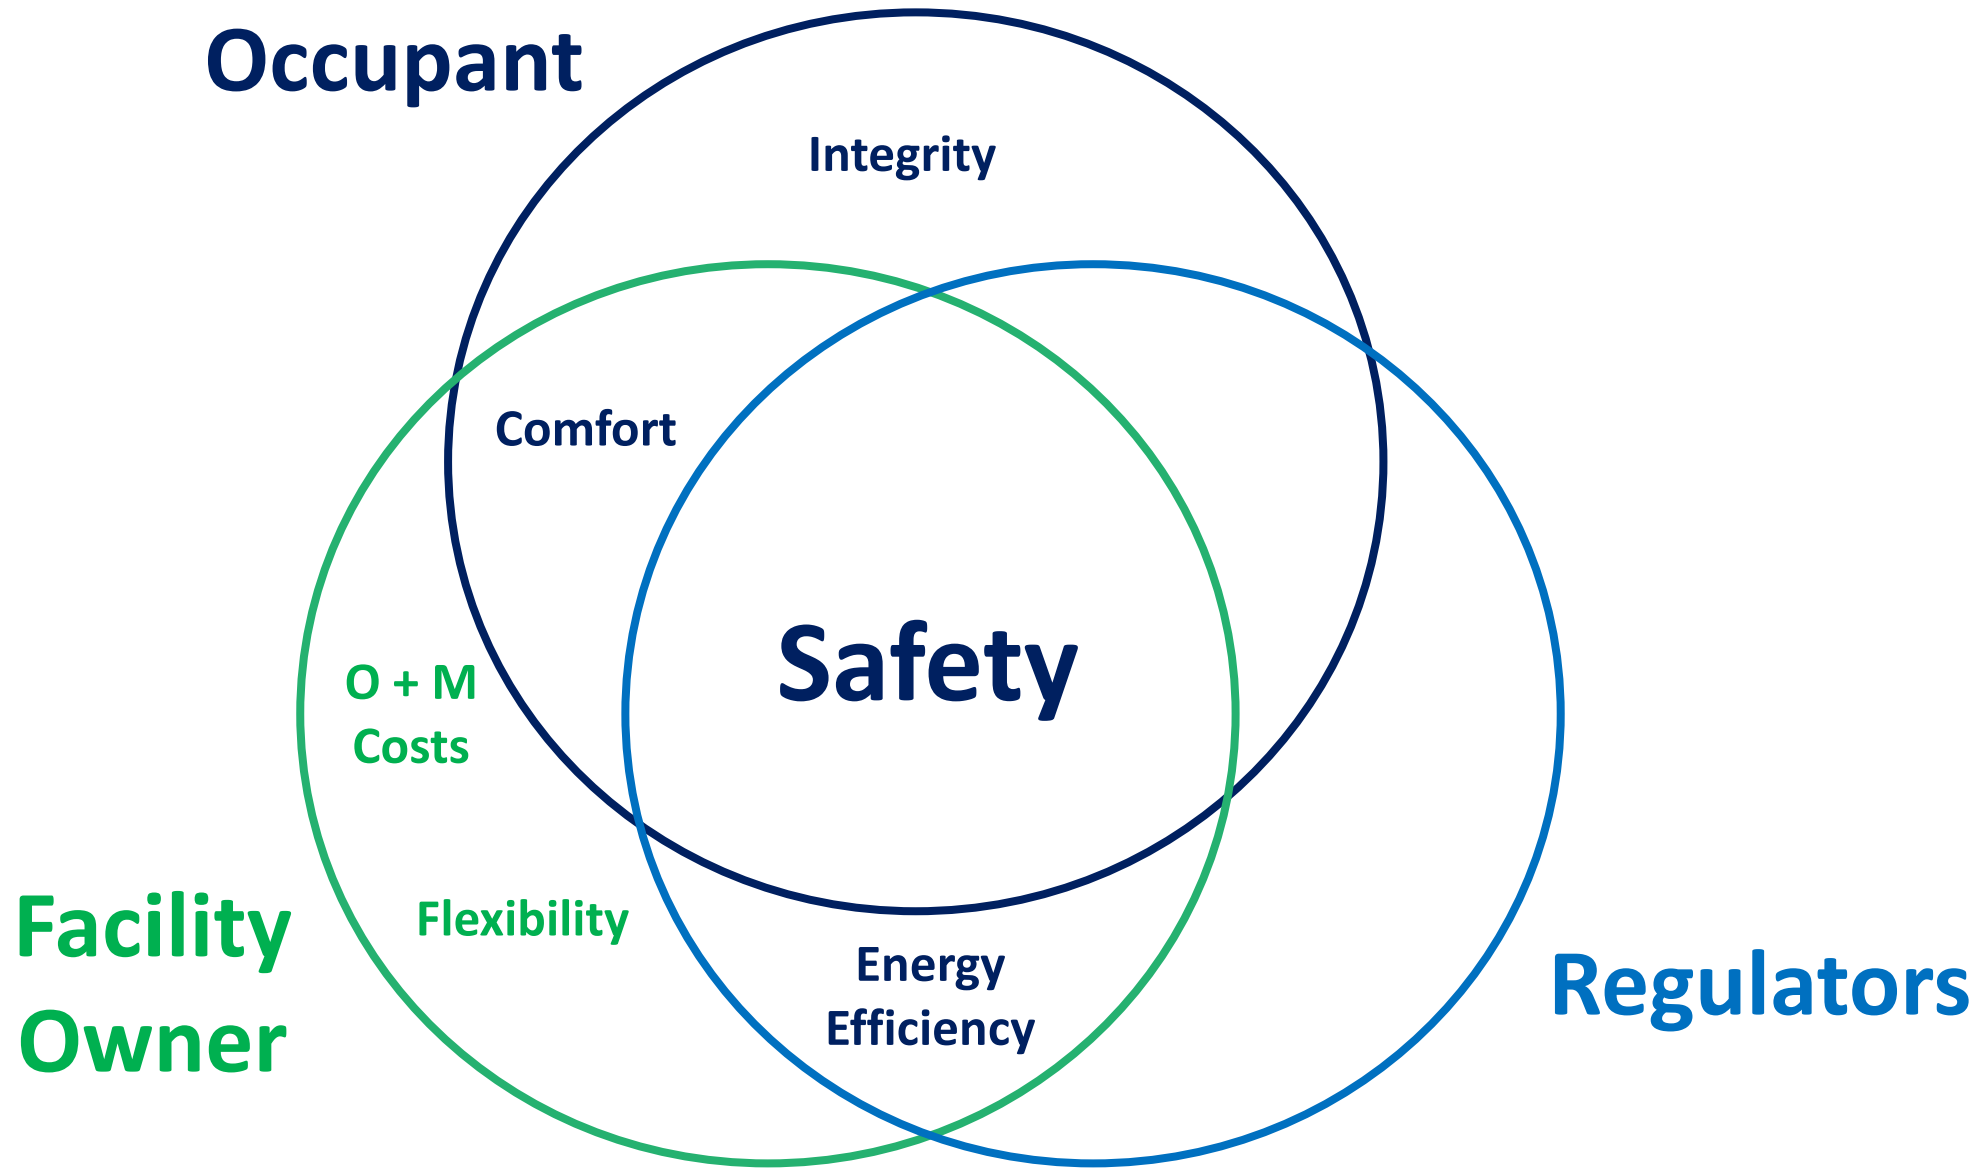 Occupant
Integrity
Comfort
Safety
O + M
Costs
Flexibility
Energy
Efficiency
Facility
Owner
Regulators